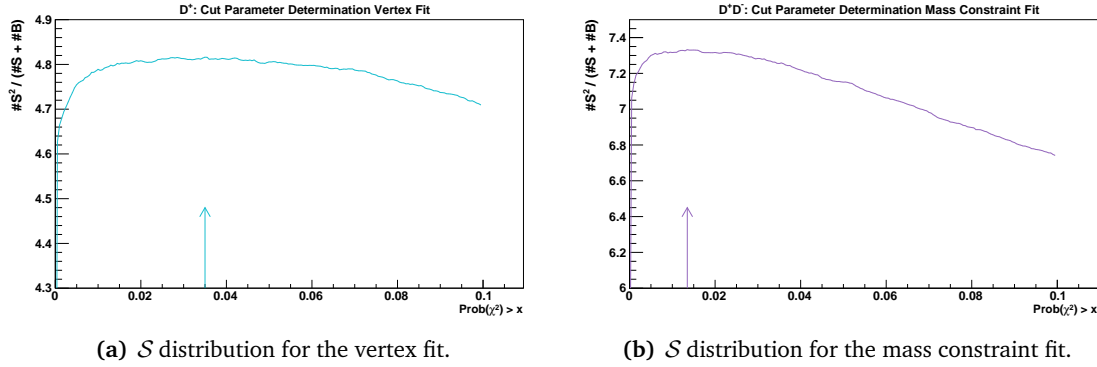 D⁺: Cut Parameter Determination Vertex Fit
#S² / (#S + #B)
4.9
4.8
4.7
4.6
4.5
4.4
4.3
0 0.02 0.04 0.06 0.08 0.1
Prob(χ²) > x
(a) S distribution for the vertex fit.
D⁺D⁻: Cut Parameter Determination Mass Constraint Fit
#S² / (#S + #B)
7.4
7.2
7
6.8
6.6
6.4
6.2
6
0 0.02 0.04 0.06 0.08 0.1
Prob(χ²) > x
(b) S distribution for the mass constraint fit.